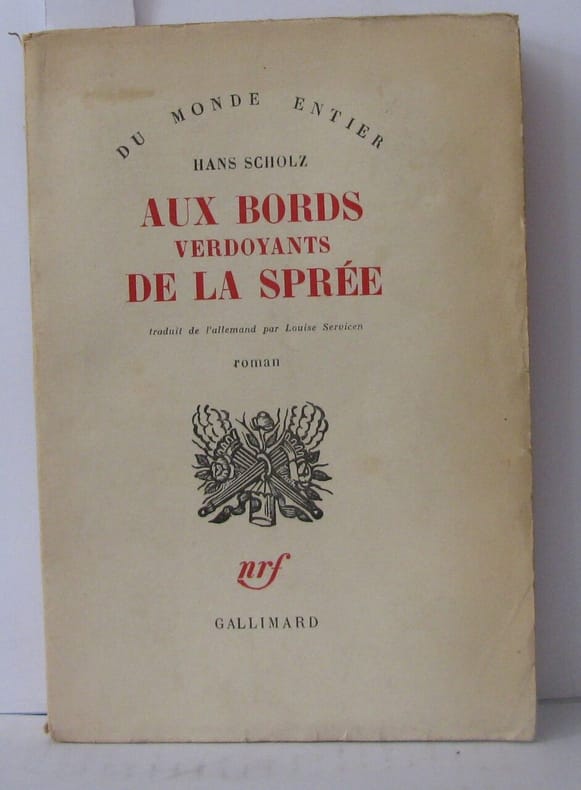 DU MONDE ENTIER
HANS SCHOLZ
AUX BORDS
VERDOYANTS
DE LA SPRÉE
traduit de l'allemand par Louise Servicen
roman
nrf
GALLIMARD